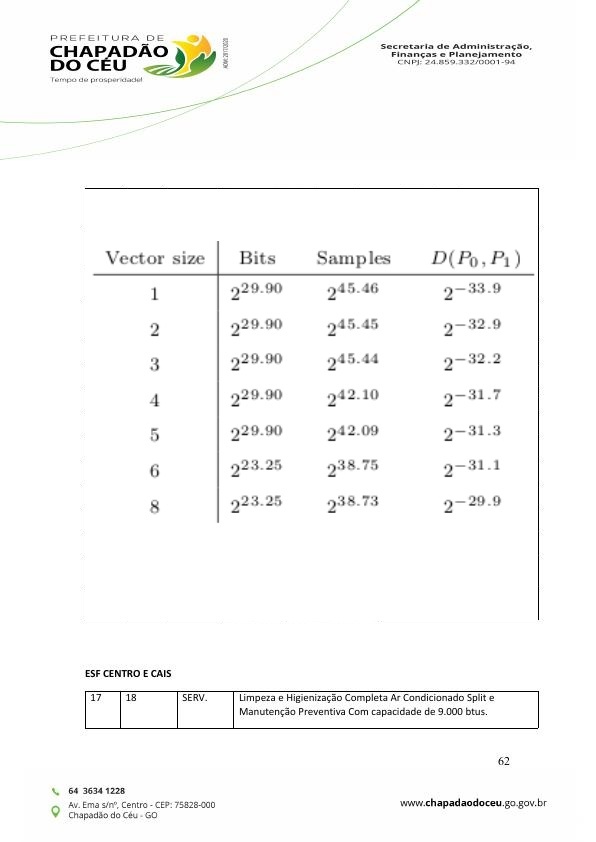 PREFEITURA DE
CHAPADÃO
DO CÉU
Tempo de prosperidade!
Secretaria de Administração,
Finanças e Planejamento
CNPJ: 24.859.332/0001-94
Vector size Bits Samples D(P₀, P₁)
1 2^29.90 2^45.46 2^−33.9
2 2^29.90 2^45.45 2^−32.9
3 2^29.90 2^45.44 2^−32.2
4 2^29.90 2^42.10 2^−31.7
5 2^29.90 2^42.09 2^−31.3
6 2^23.25 2^38.75 2^−31.1
8 2^23.25 2^38.73 2^−29.9
ESF CENTRO E CAIS
17 18 SERV. Limpeza e Higienização Completa Ar Condicionado Split e
Manutenção Preventiva Com capacidade de 9.000 btus.
62
64 3634 1228
Av. Ema s/nº, Centro - CEP: 75828-000
Chapadão do Céu - GO
www.chapadaodoceu.go.gov.br